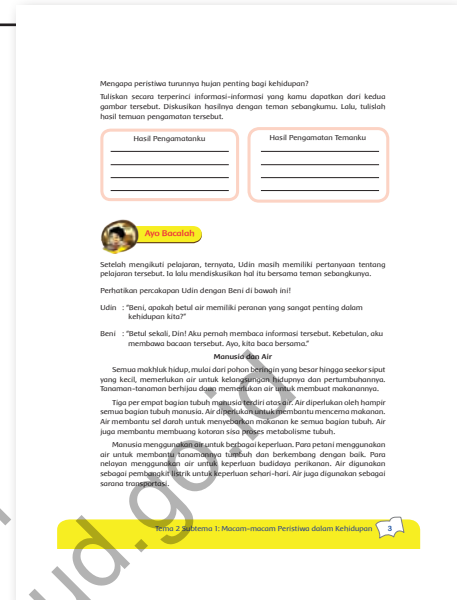 Mengapa peristiwa turunnya hujan penting bagi kehidupan?
Tuliskan secara terperinci informasi-informasi yang kamu dapatkan dari kedua
gambar tersebut. Diskusikan hasilnya dengan teman sebangkumu. Lalu, tulislah
hasil temuan pengamatan tersebut.
Hasil Pengamatanku
Hasil Pengamatan Temanku
Ayo Bacalah
Setelah mengikuti pelajaran, ternyata, Udin masih memiliki pertanyaan tentang
pelajaran tersebut. Ia lalu mendiskusikan hal itu bersama teman sebangkunya.
Perhatikan percakapan Udin dengan Beni di bawah ini!
Udin : "Beni, apakah betul air memiliki peranan yang sangat penting dalam
kehidupan kita?"
Beni : "Betul sekali, Din! Aku pernah membaca informasi tersebut. Kebetulan, aku
membawa bacaan tersebut. Ayo, kita baca bersama."
Manusia dan Air
Semua makhluk hidup, mulai dari pohon beringin yang besar hingga seekor siput
yang kecil, memerlukan air untuk kelangsungan hidupnya dan pertumbuhannya.
Tanaman-tanaman berhijau daun memerlukan air untuk membuat makanannya.
Tiga per empat bagian tubuh manusia terdiri atas air. Air diperlukan oleh hampir
semua bagian tubuh manusia. Air diperlukan untuk membantu mencerna makanan.
Air membantu sel darah untuk menyebarkan makanan ke semua bagian tubuh. Air
juga membantu membuang kotoran sisa proses metabolisme tubuh.
Manusia menggunakan air untuk berbagai keperluan. Para petani menggunakan
air untuk membantu tanamannya tumbuh dan berkembang dengan baik. Para
nelayan menggunakan air untuk keperluan budidaya perikanan. Air digunakan
sebagai pembangkit listrik untuk keperluan sehari-hari. Air juga digunakan sebagai
sarana transportasi.
Tema 2 Subtema 1: Macam-macam Peristiwa dalam Kehidupan 3
ud.go.id